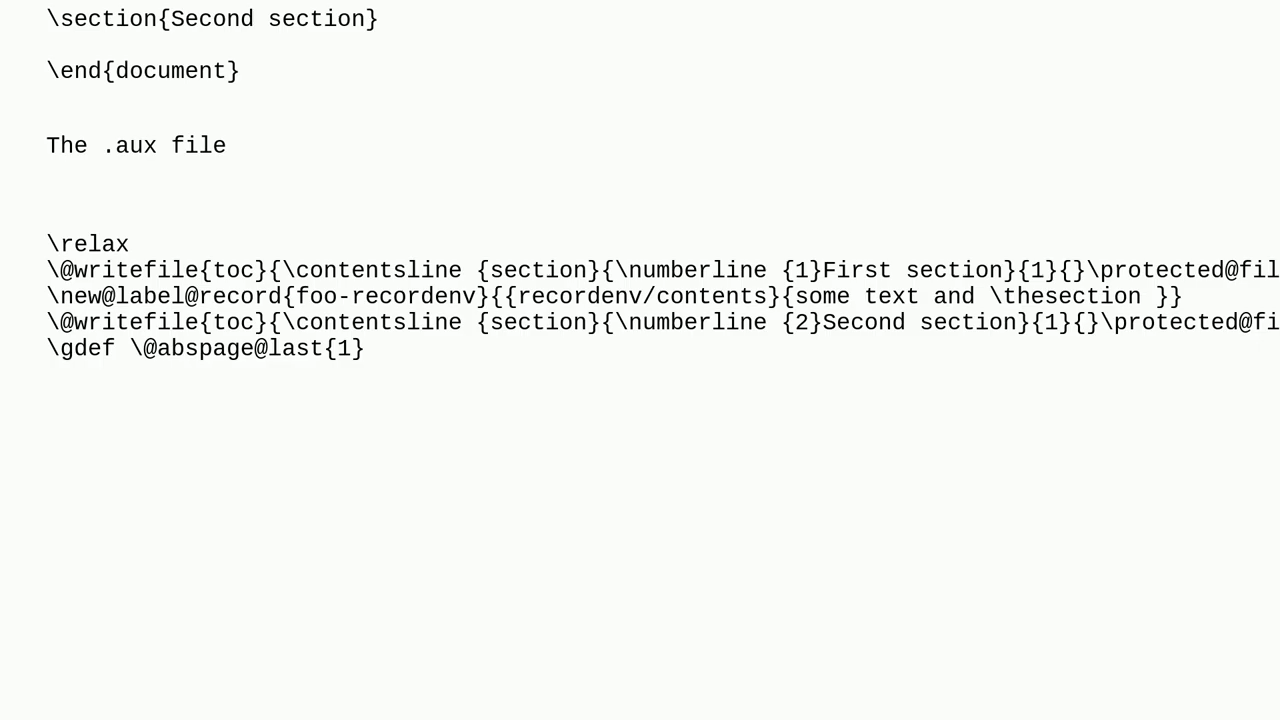 \section{Second section}
\end{document}
The .aux file
\relax
\@writefile{toc}{\contentsline {section}{\numberline {1}First section}{1}{}\protected@fil
\new@label@record{foo-recordenv}{{recordenv/contents}{some text and \thesection }}
\@writefile{toc}{\contentsline {section}{\numberline {2}Second section}{1}{}\protected@fi
\gdef \@abspage@last{1}